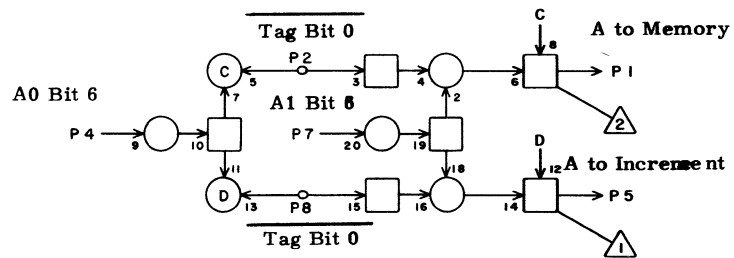 Tag Bit 0
C
A to Memory
P2
C 5 3 4 6 8 P1
7 2
A0 Bit 6 A1 Bit
2
P4 9 10 P7 20 19
D
11 18 12 A to Increment
D 13 P8 15 16 14 P5
Tag Bit 0
1